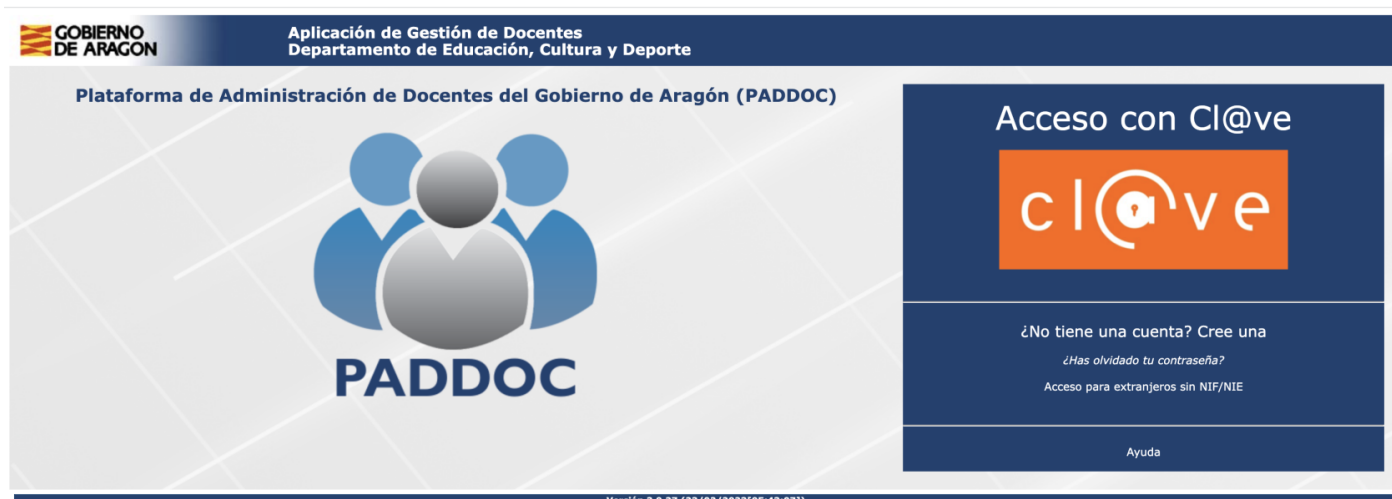 GOBIERNO
DE ARAGON
Aplicación de Gestión de Docentes
Departamento de Educación, Cultura y Deporte
Plataforma de Administración de Docentes del Gobierno de Aragón (PADDOC)
PADDOC
Acceso con Cl@ve
cl@ve
¿No tiene una cuenta? Cree una
¿Has olvidado tu contraseña?
Acceso para extranjeros sin NIF/NIE
Ayuda